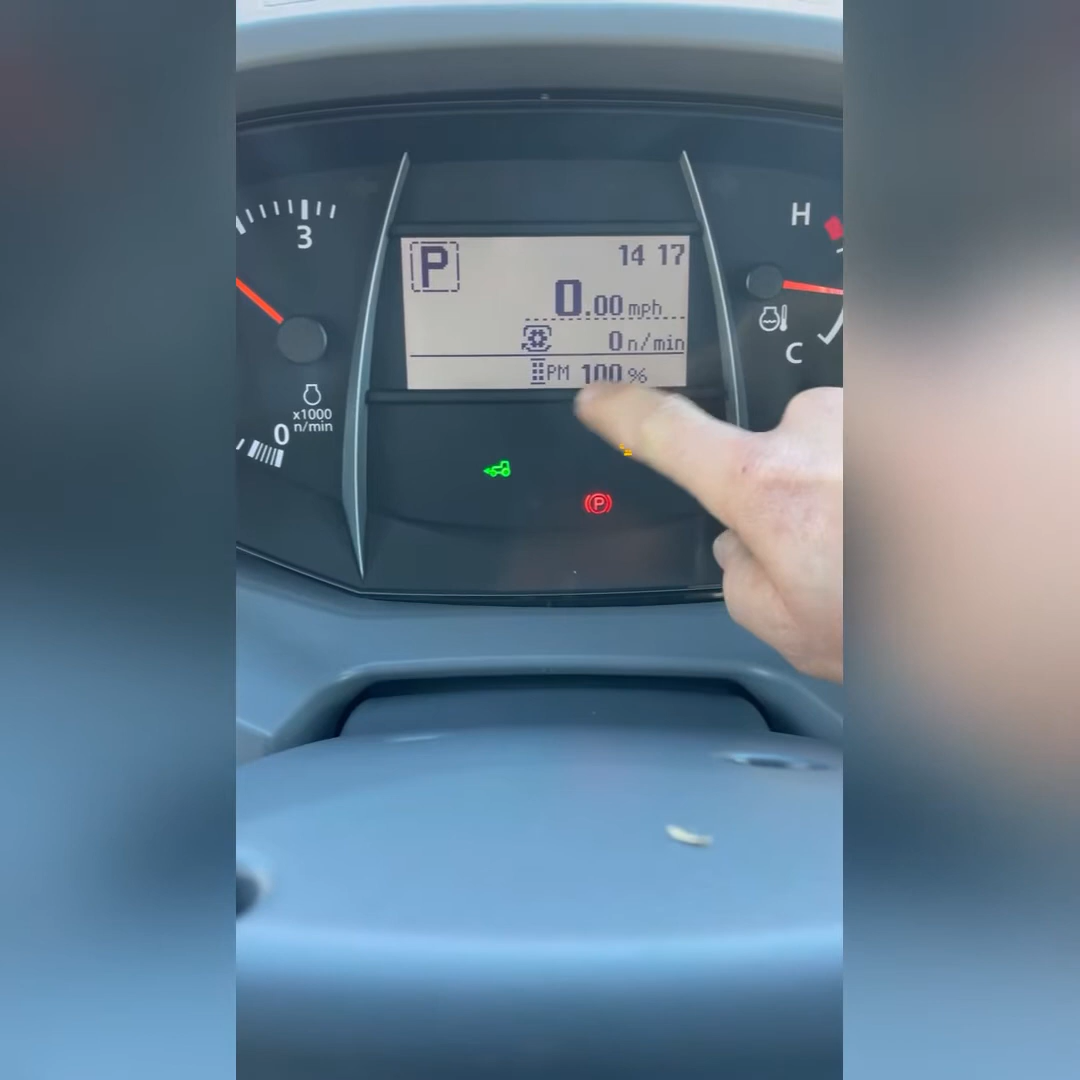 3
x1000
n/min
0
P
14 17
0.00 mph
0 n/min
PM 100 %
P
H
C